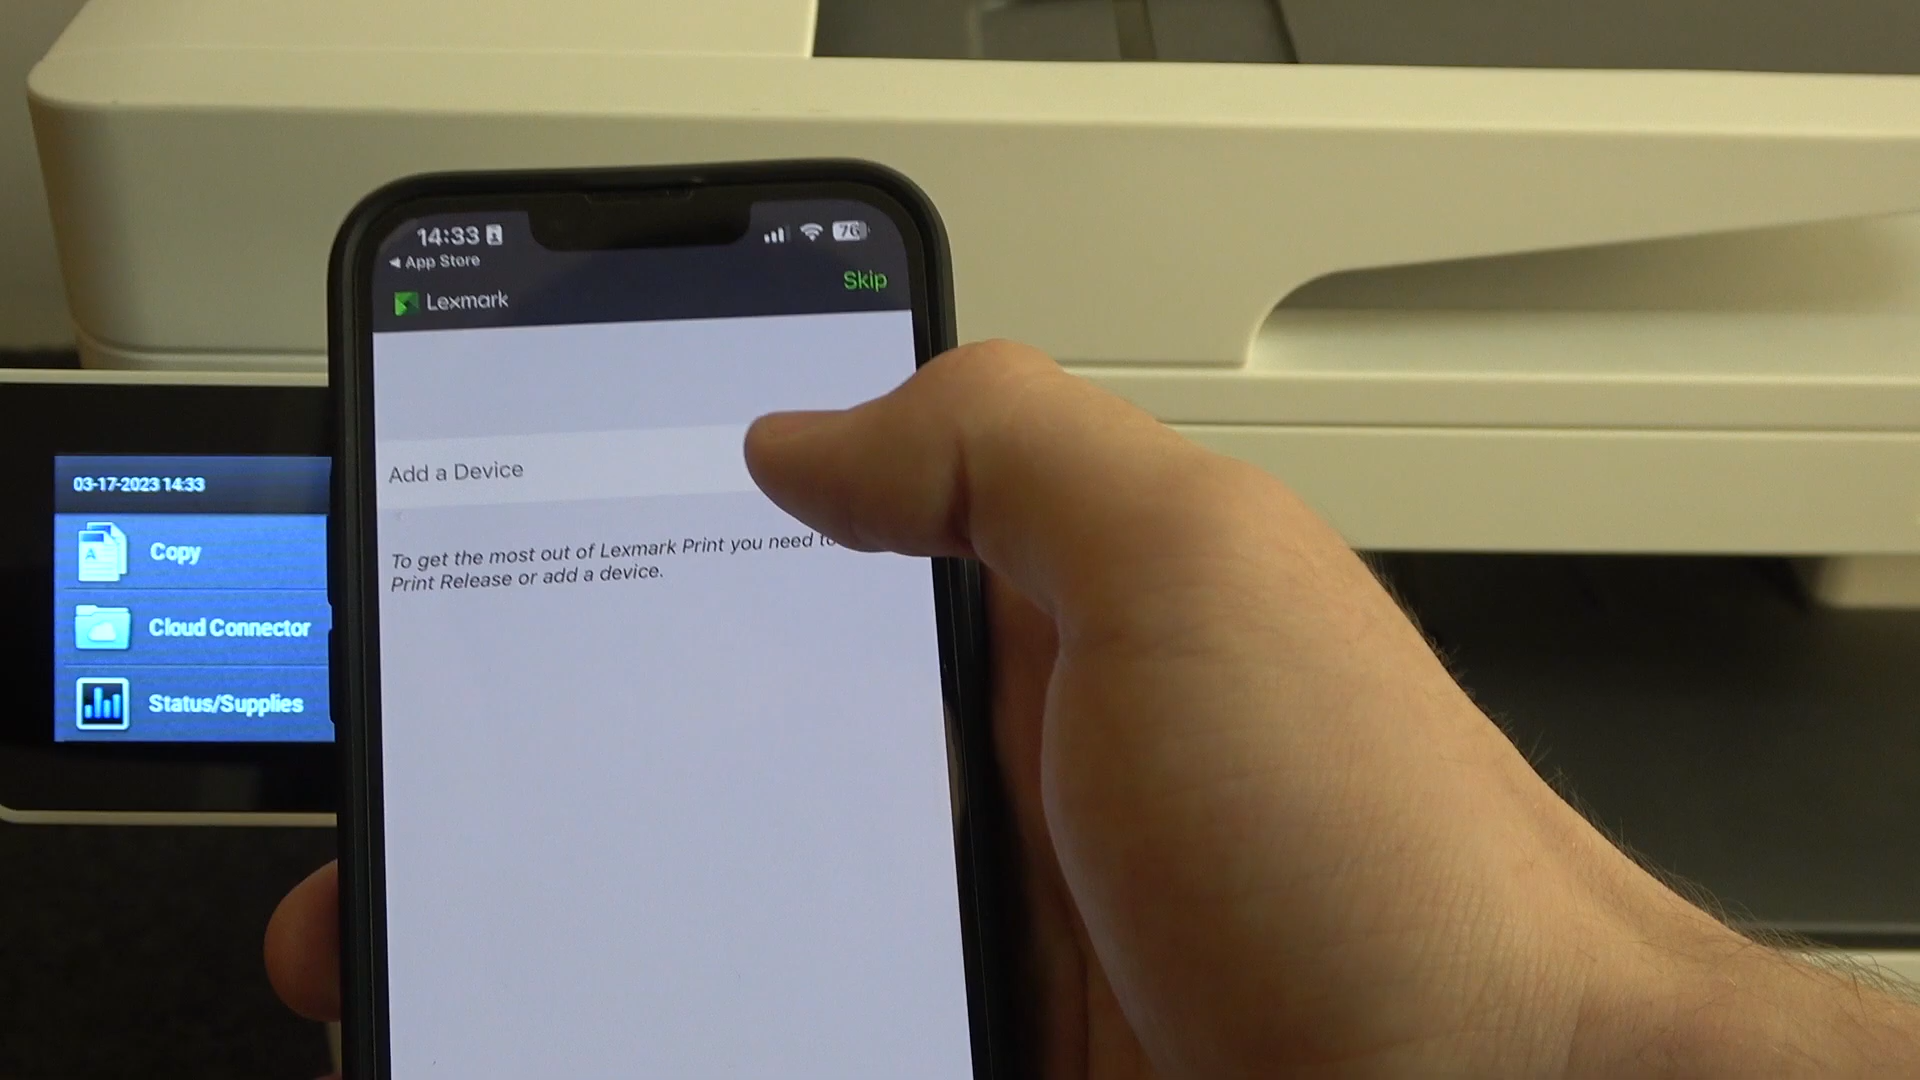 14:33
76
App Store
Skip
Lexmark
Add a Device
To get the most out of Lexmark Print you need
Print Release or add a device.
03-17-2023 14:33
Copy
Cloud Connector
Status/Supplies